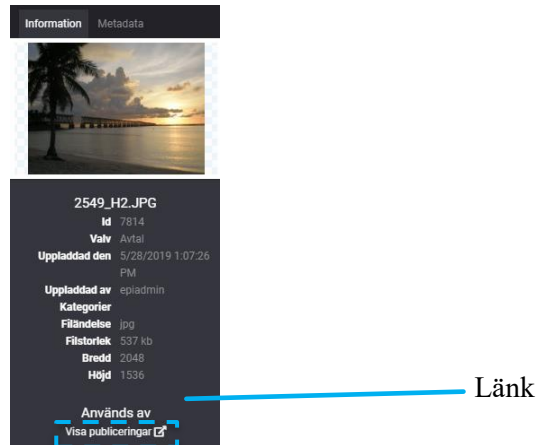 Information Metadata
2549_H2.JPG
Id 7814
Valv Avtal
Uppladdad den 5/28/2019 1:07:26
PM
Uppladdad av epiadmin
Kategorier
Filändelse jpg
Filstorlek 537 kb
Bredd 2048
Höjd 1536
Används av
Länk
Visa publiceringar